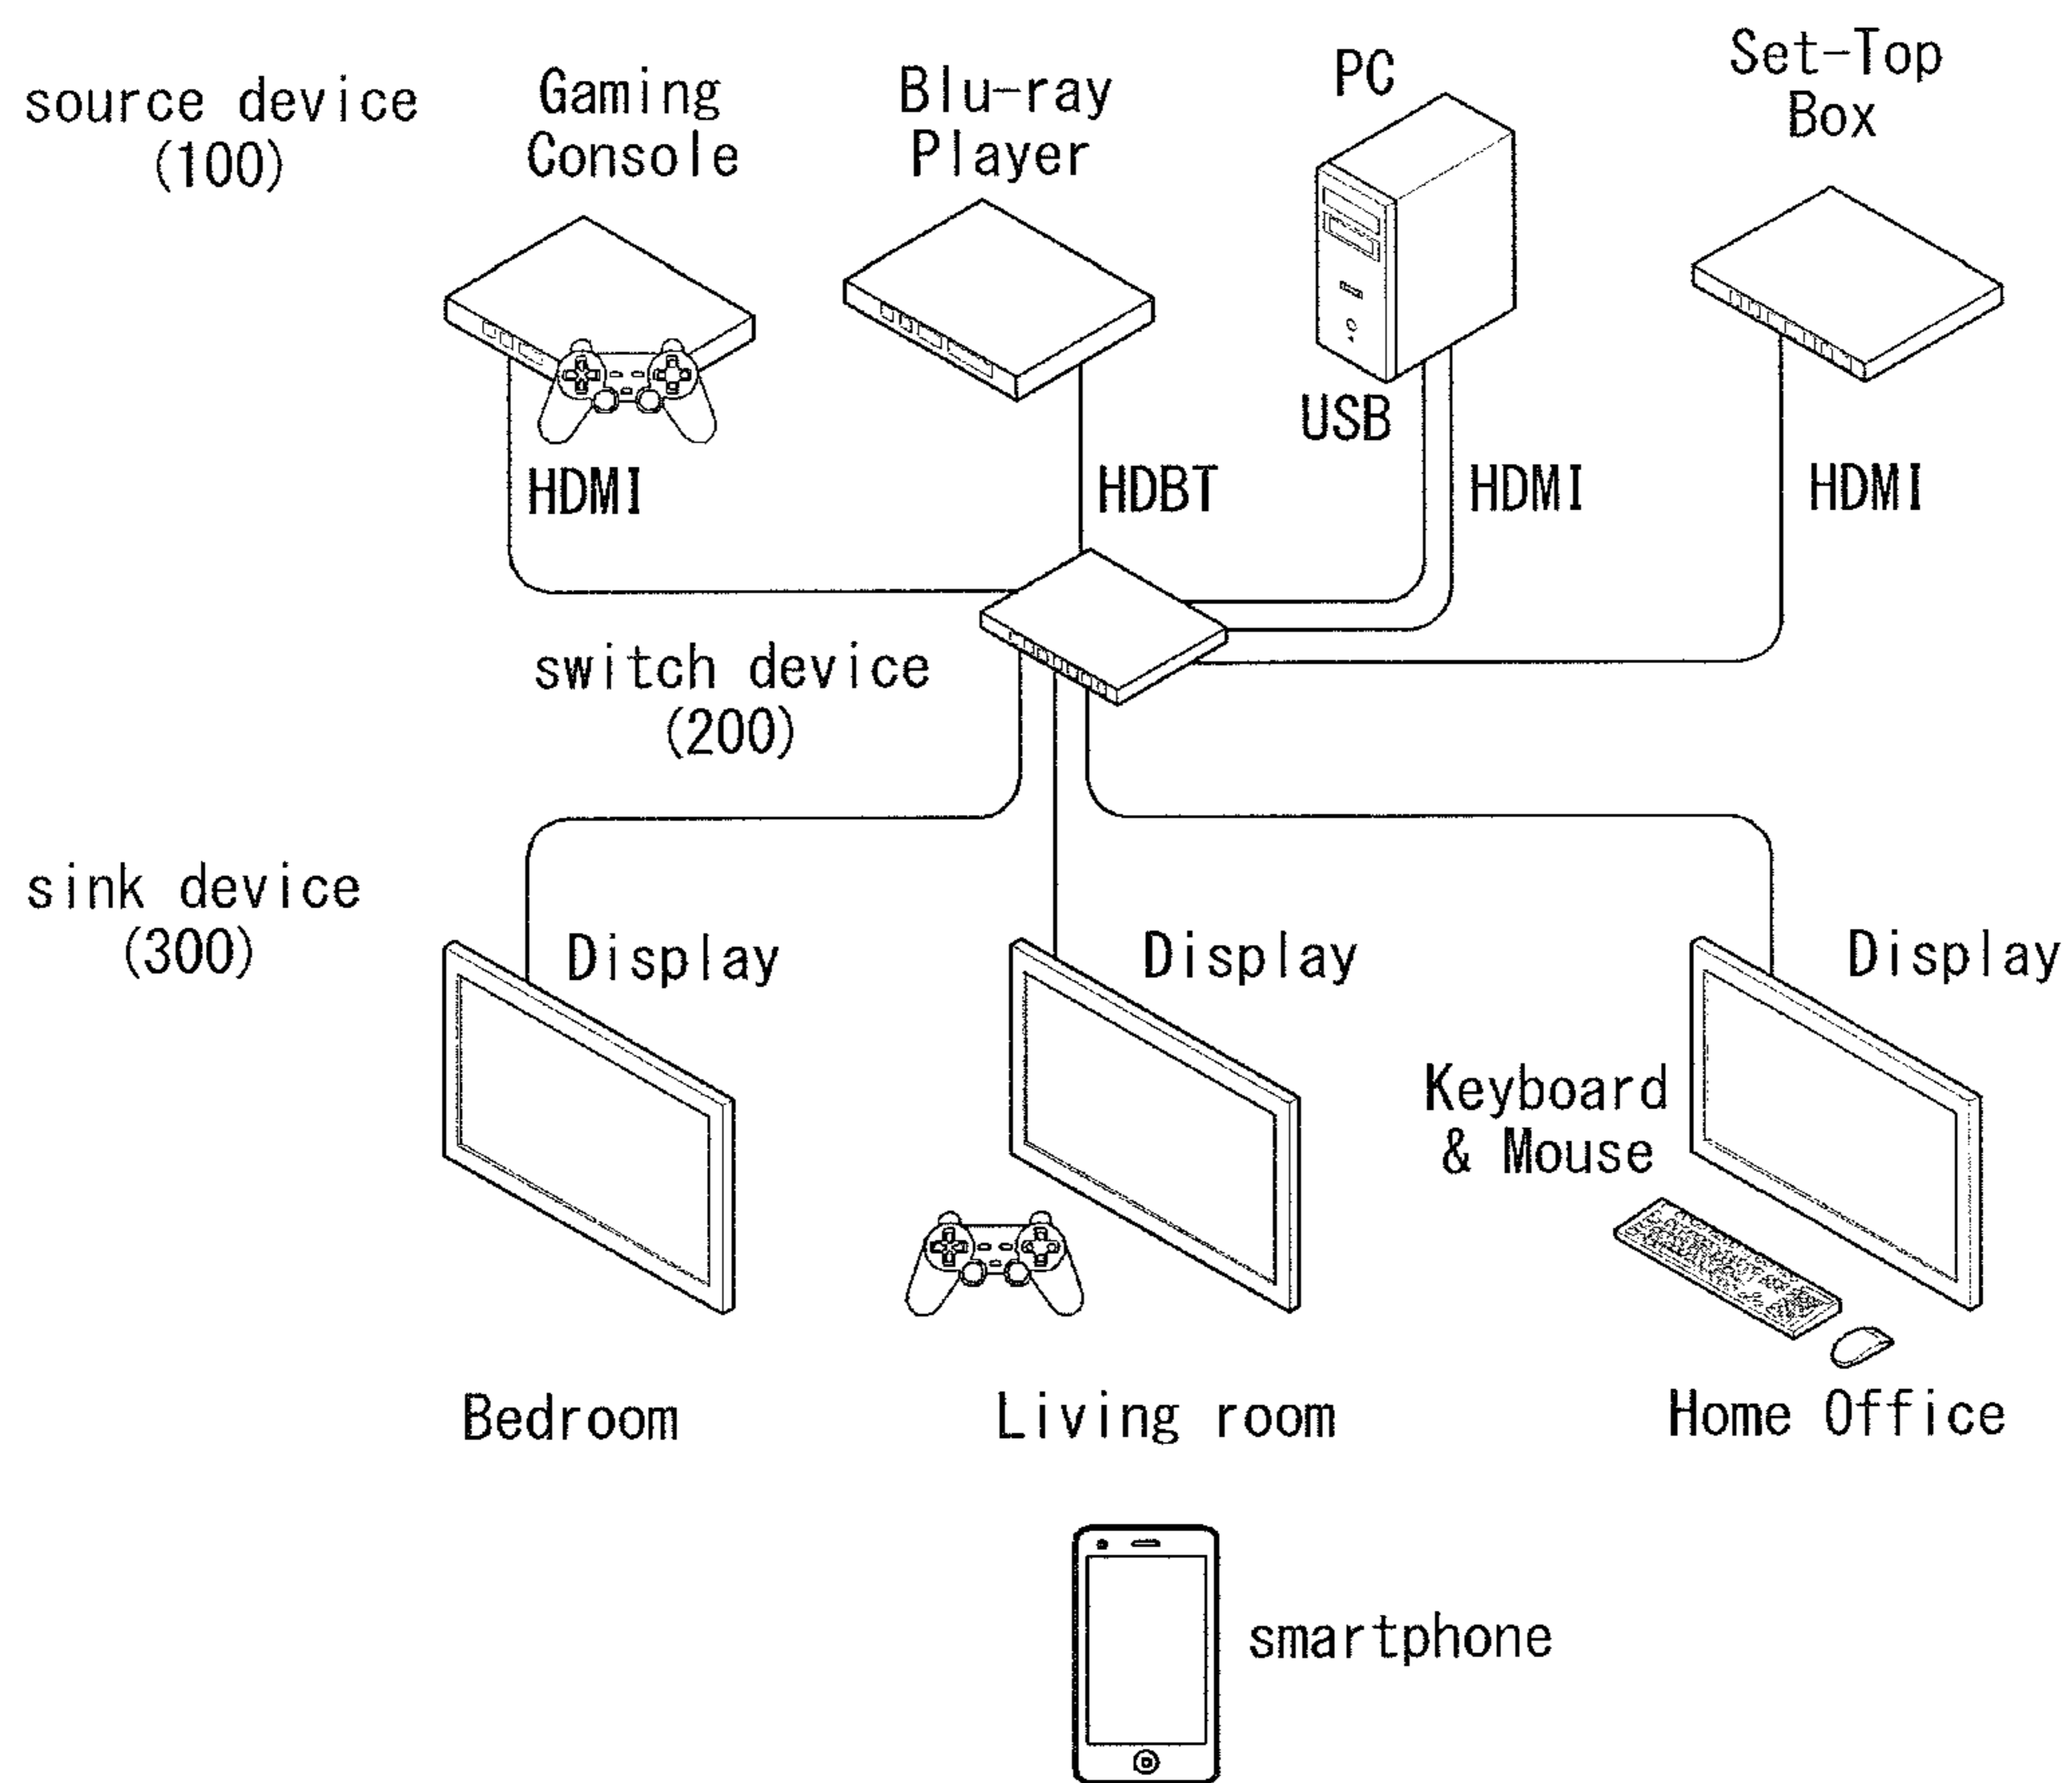 source device
(100)
Gaming
Console
Blu-ray
Player
PC
Set-Top
Box
HDMI
HDBT
USB
HDMI
HDMI
switch device
(200)
sink device
(300)
Display
Display
Display
Keyboard
& Mouse
Bedroom
Living room
Home Office
smartphone